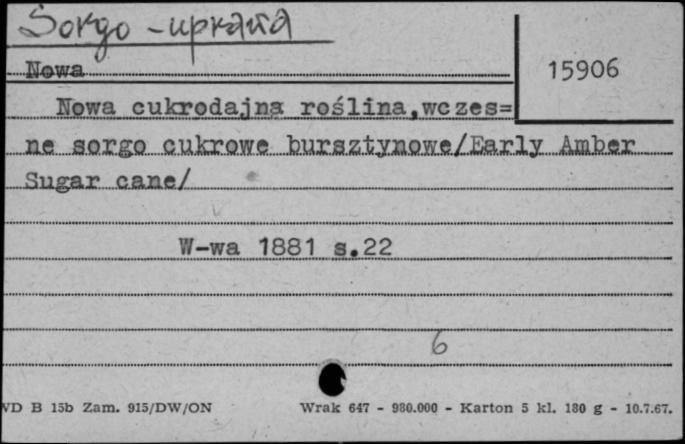 Sorgo - uprawa
Nowa
15906
Nowa cukrodajna roślina,wczes=
ne sorgo cukrowe bursztynowe/Early Amber
Sugar cane/
W-wa 1881 s.22
6
VD B 15b Zam. 915/DW/ON Wrak 647 - 980.000 - Karton 5 kl. 180 g - 10.7.67.